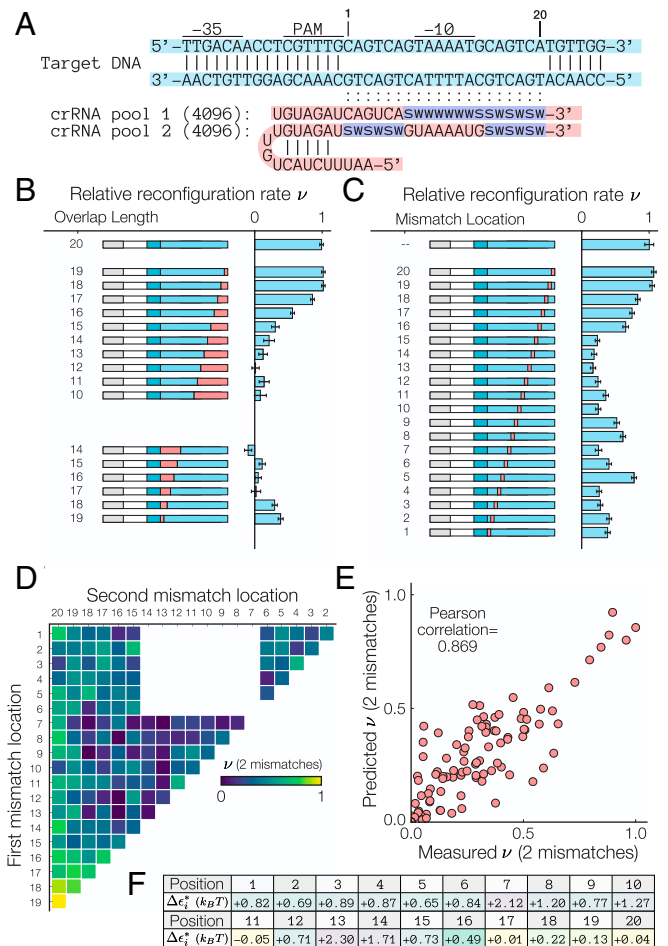 A
-35 PAM 1 -10 20
5'-TTGACAACCTCGTTTGCAGTCAGTAAAATGCAGTCATGTTGG-3'
Target DNA
3'-AACTGTTGGAGCAAACGTCAGTCATTTTACGTCAGTACAACC-5'
crRNA pool 1 (4096): UGUAGAUCAGUCASWWWWWWSSWSWSW-3'
crRNA pool 2 (4096): UGUAGAUSWSWSWGUAAAAUGSWSWSW-3'
U
G
UCAUCUUUAA-5'
B
Relative reconfiguration rate ν
Overlap Length 0 1
20
19
18
17
16
15
14
13
12
11
10
14
15
16
17
18
19
C
Relative reconfiguration rate ν
Mismatch Location 0 1
--
20
19
18
17
16
15
14
13
12
11
10
9
8
7
6
5
4
3
2
1
D
Second mismatch location
20 19 18 17 16 15 14 13 12 11 10 9 8 7 6 5 4 3 2
First mismatch location
1
2
3
4
5
6
7
8
9
10
11
12
13
14
15
16
17
18
19
ν (2 mismatches)
0 1
E
Predicted ν (2 mismatches)
1.0
0.5
0.0
Pearson
correlation=
0.869
0.0 0.5 1.0
Measured ν (2 mismatches)
F
Position 1 2 3 4 5 6 7 8 9 10
Δϵ*i (kBT) +0.82 +0.69 +0.89 +0.87 +0.65 +0.84 +2.12 +1.20 +0.77 +1.27
Position 11 12 13 14 15 16 17 18 19 20
Δϵ*i (kBT) -0.05 +0.71 +2.30 +1.71 +0.73 +0.49 +0.01 +0.22 +0.13 +0.04